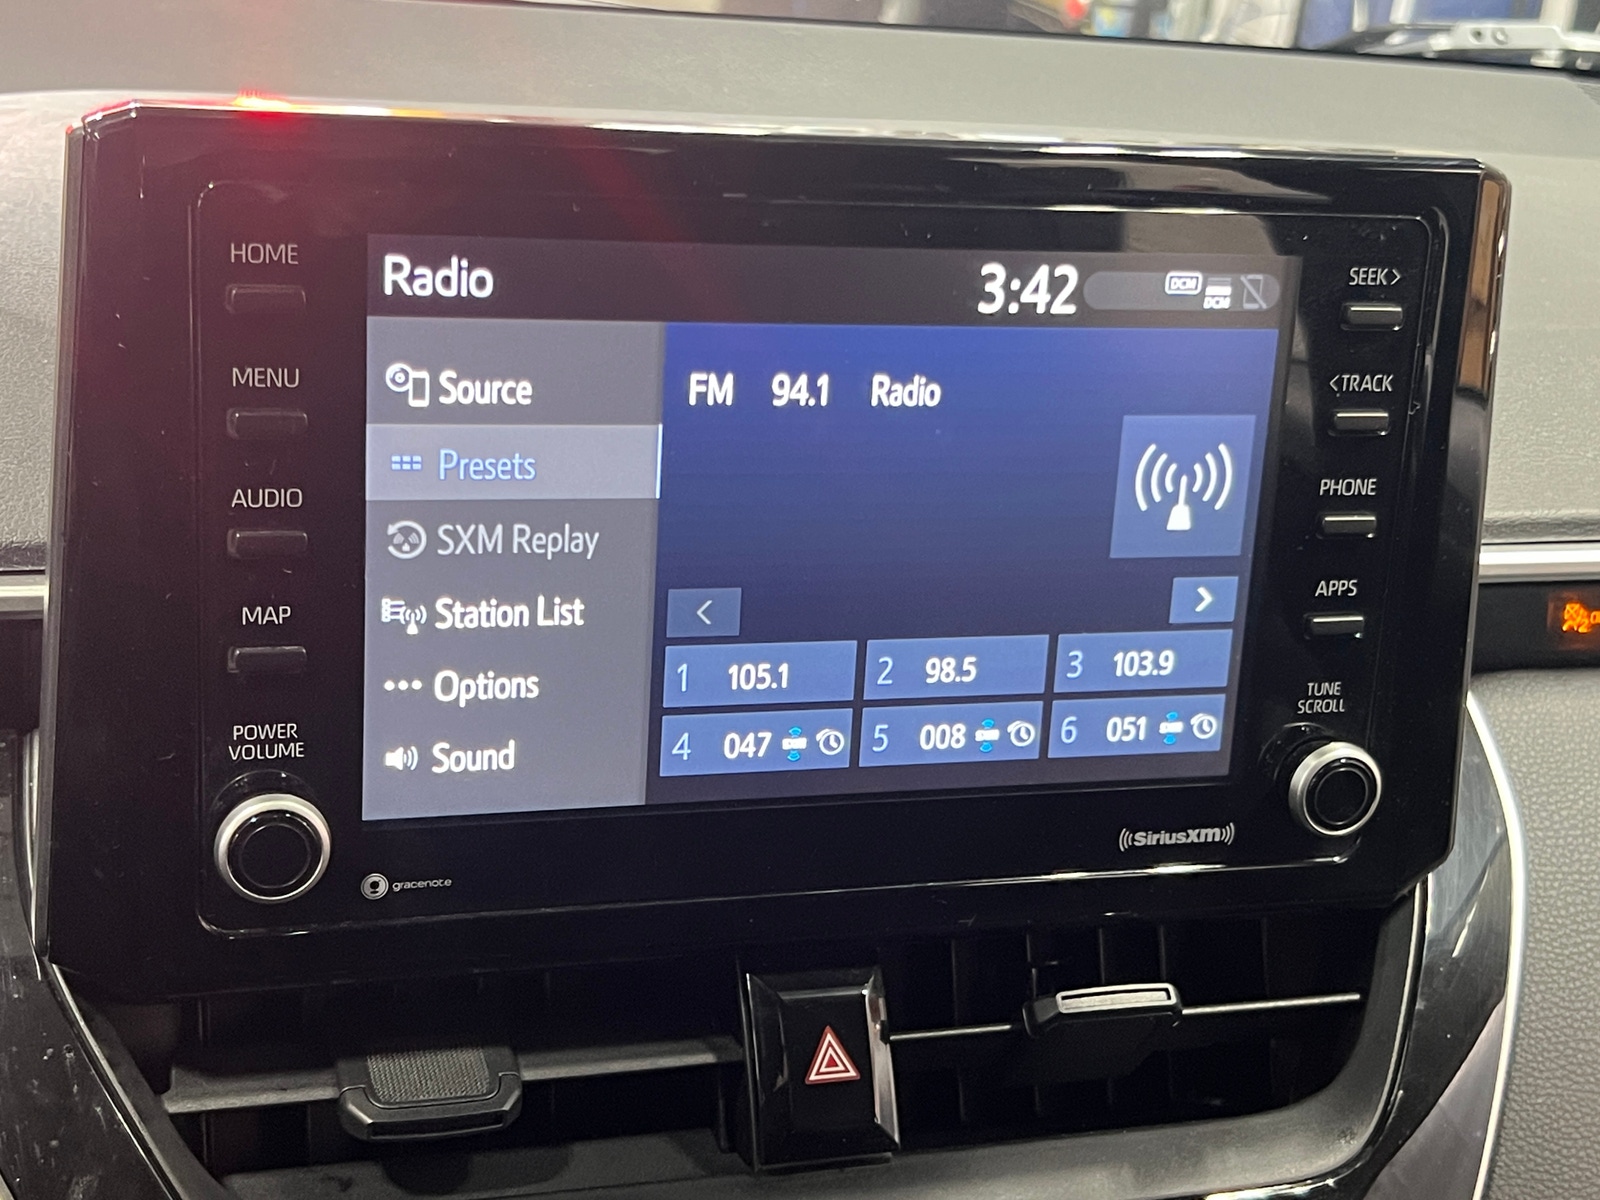 HOME
MENU
AUDIO
MAP
POWER
VOLUME
Radio
3:42
DCM
DCM
Source
Presets
SXM Replay
Station List
Options
Sound
FM 94.1 Radio
<
>
1 105.1
2 98.5
3 103.9
4 047
5 008
6 051
SEEK>
<TRACK
PHONE
APPS
TUNE
SCROLL
gracenote
SiriusXM